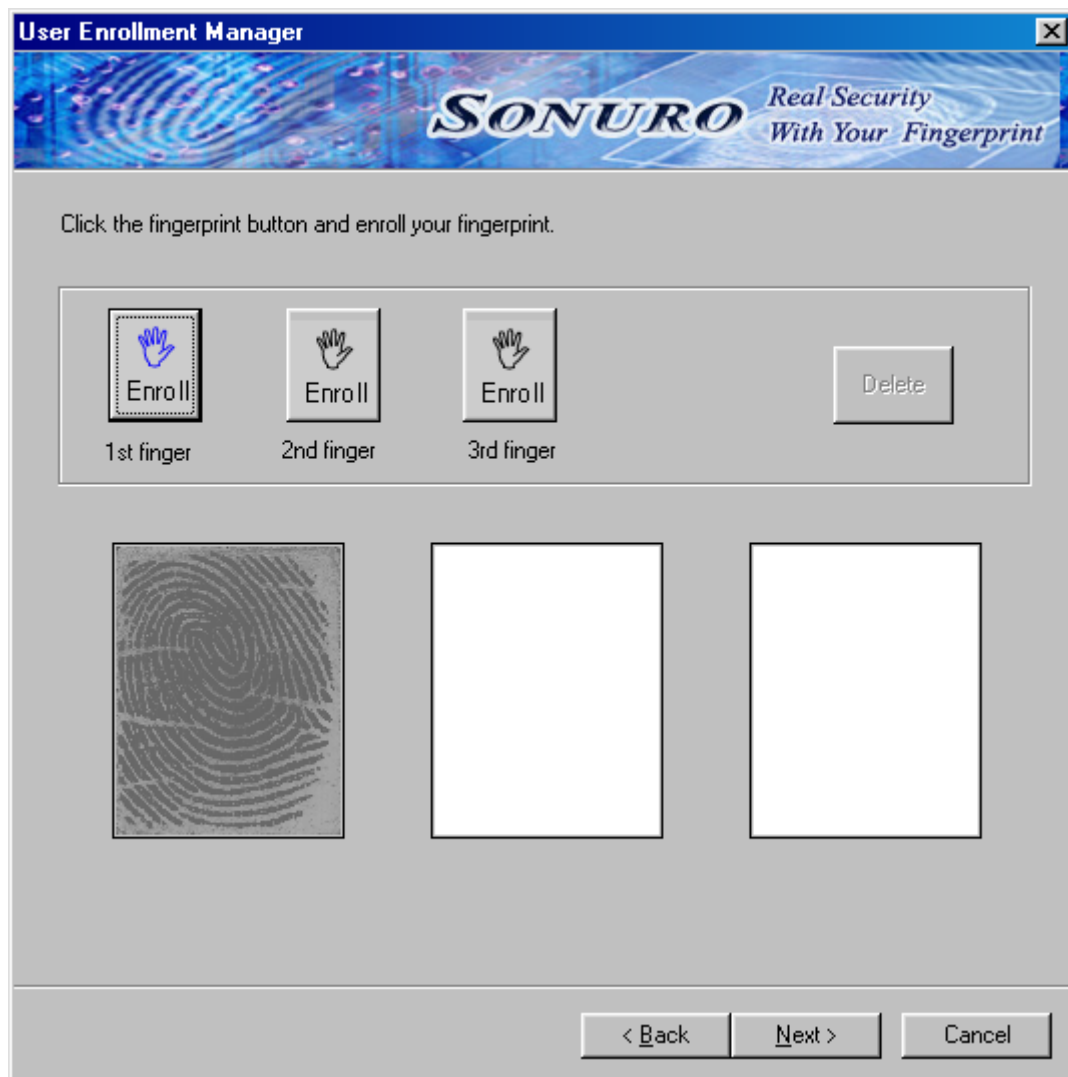 User Enrollment Manager
SONURO
Real Security
With Your Fingerprint
Click the fingerprint button and enroll your fingerprint.
Enroll
Enroll
Enroll
Delete
1st finger
2nd finger
3rd finger
< Back
Next >
Cancel